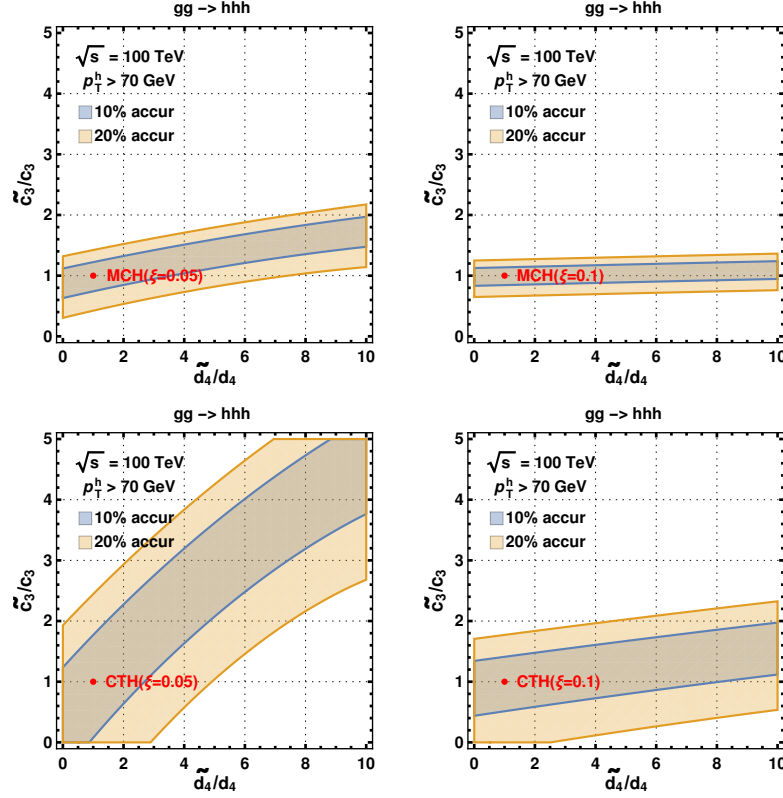 gg -> hhh
√s = 100 TeV
p_T^h > 70 GeV
10% accur
20% accur
MCH(ξ=0.05)
c̃3/c3
d̃4/d4
0 1 2 3 4 5
0 2 4 6 8 10
gg -> hhh
√s = 100 TeV
p_T^h > 70 GeV
10% accur
20% accur
MCH(ξ=0.1)
c̃3/c3
d̃4/d4
0 1 2 3 4 5
0 2 4 6 8 10
gg -> hhh
√s = 100 TeV
p_T^h > 70 GeV
10% accur
20% accur
CTH(ξ=0.05)
c̃3/c3
d̃4/d4
0 1 2 3 4 5
0 2 4 6 8 10
gg -> hhh
√s = 100 TeV
p_T^h > 70 GeV
10% accur
20% accur
CTH(ξ=0.1)
c̃3/c3
d̃4/d4
0 1 2 3 4 5
0 2 4 6 8 10